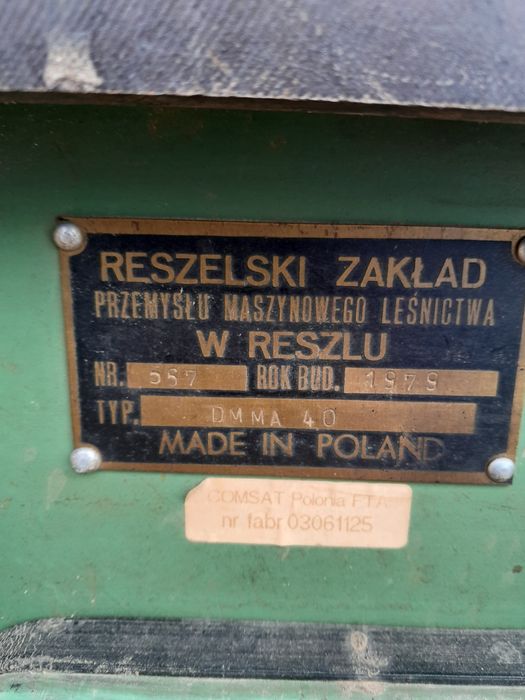 RESZELSKI ZAKŁAD
PRZEMYSŁU MASZYNOWEGO LEŚNICTWA
W RESZLU
NR. 557 ROK BUD. 1979
TYP. DMMA 40
MADE IN POLAND
COMSAT Polonia FTA
nr fabr 03061125